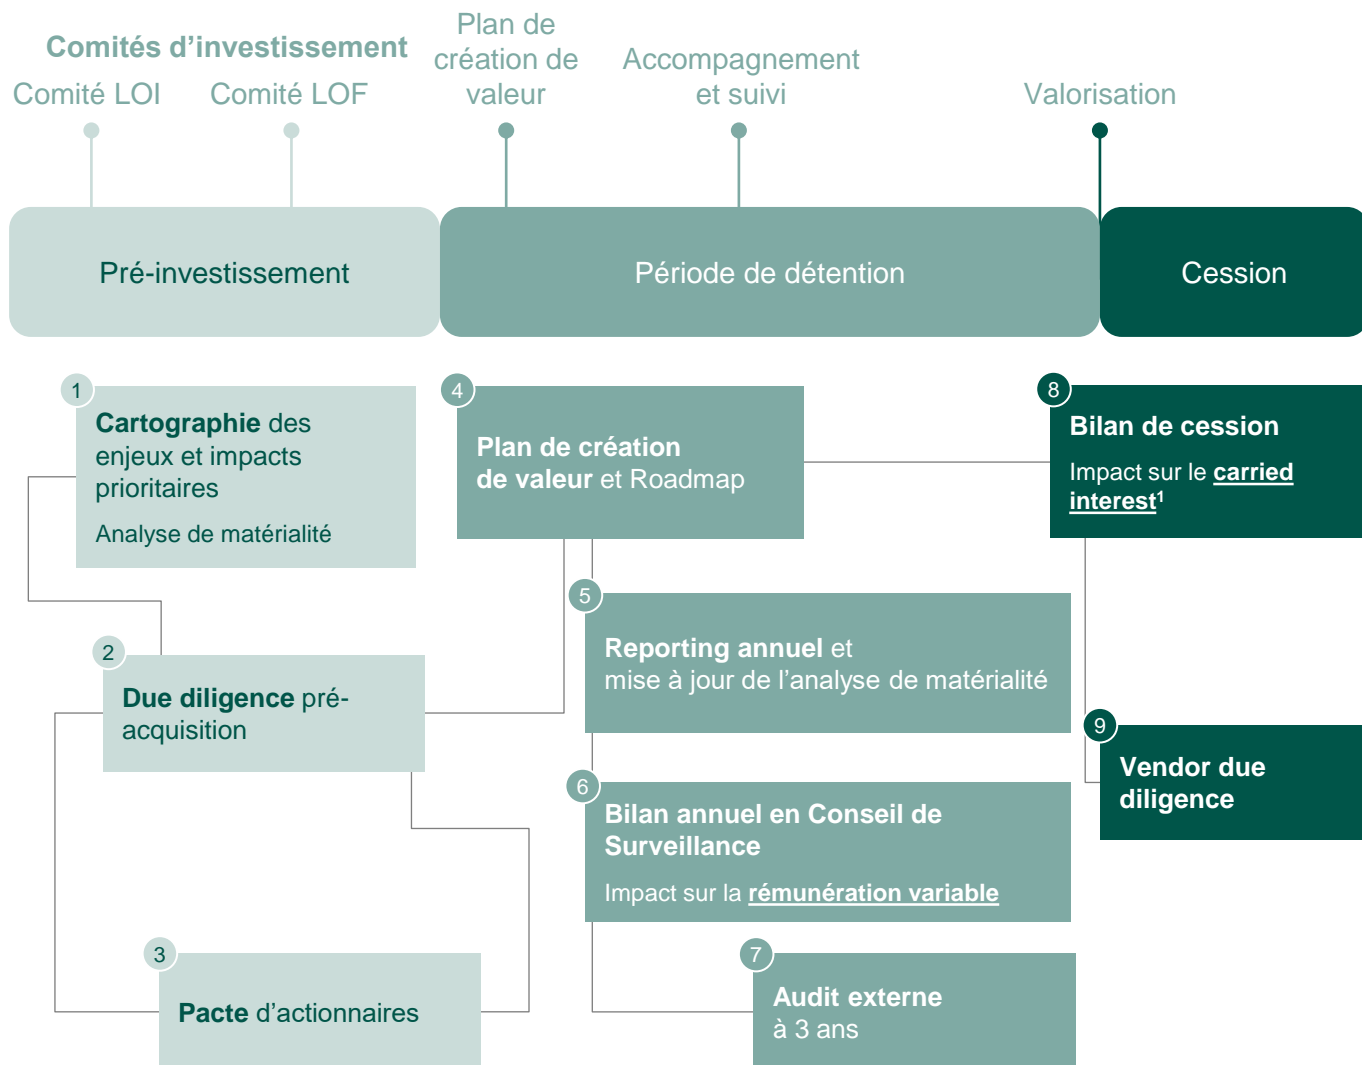 Comités d’investissement
Comité LOI
Comité LOF
Plan de
création de
valeur
Accompagnement
et suivi
Valorisation
Pré-investissement
Période de détention
Cession
1
Cartographie des
enjeux et impacts
prioritaires
Analyse de matérialité
2
Due diligence pré-
acquisition
3
Pacte d’actionnaires
4
Plan de création
de valeur et Roadmap
5
Reporting annuel et
mise à jour de l’analyse de matérialité
6
Bilan annuel en Conseil de
Surveillance
Impact sur la rémunération variable
7
Audit externe
à 3 ans
8
Bilan de cession
Impact sur le carried
interest¹
9
Vendor due
diligence